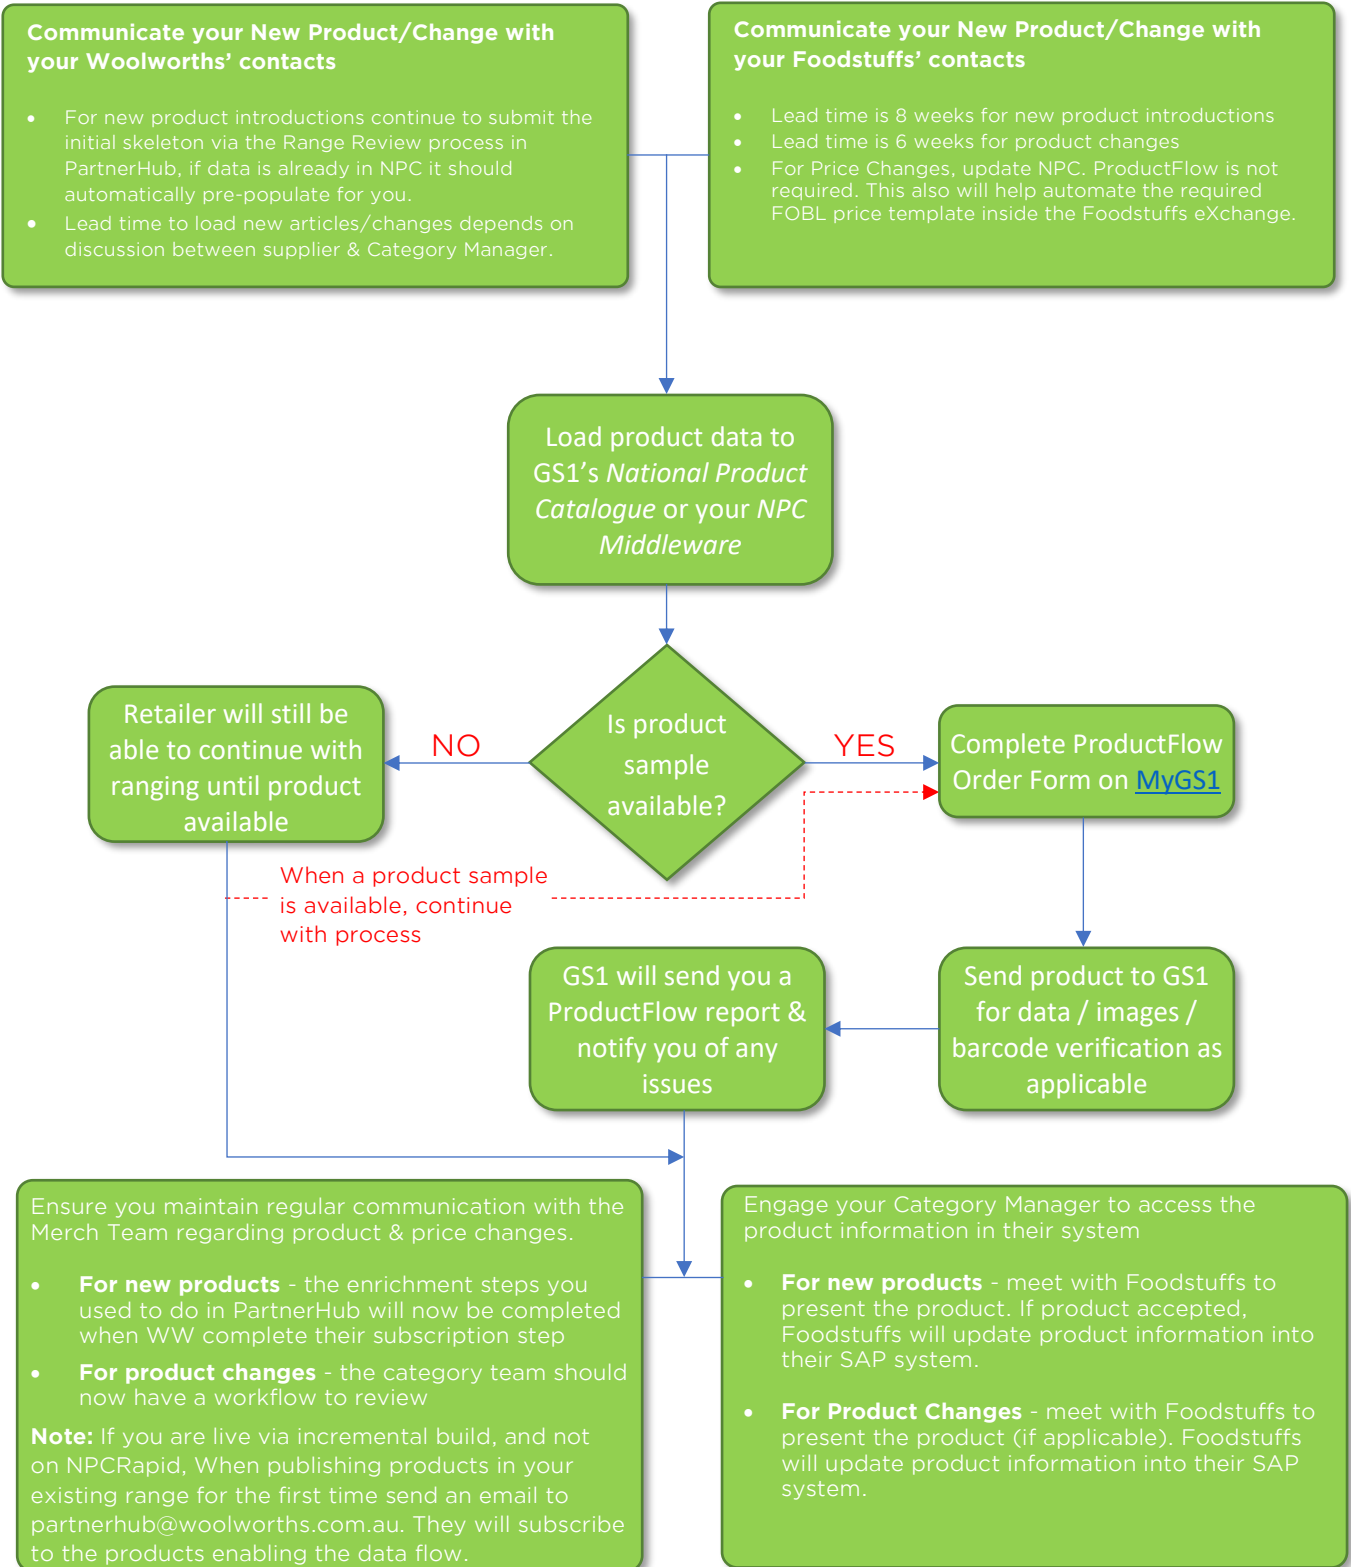 Communicate your New Product/Change with
your Woolworths’ contacts
• For new product introductions continue to submit the
initial skeleton via the Range Review process in
PartnerHub, if data is already in NPC it should
automatically pre-populate for you.
• Lead time to load new articles/changes depends on
discussion between supplier & Category Manager.
Communicate your New Product/Change with
your Foodstuffs’ contacts
• Lead time is 8 weeks for new product introductions
• Lead time is 6 weeks for product changes
• For Price Changes, update NPC. ProductFlow is not
required. This also will help automate the required
FOBL price template inside the Foodstuffs eXchange.
Load product data to
GS1’s National Product
Catalogue or your NPC
Middleware
Is product
sample
available?
NO
YES
Retailer will still be
able to continue with
ranging until product
available
Complete ProductFlow
Order Form on MyGS1
When a product sample
is available, continue
with process
GS1 will send you a
ProductFlow report &
notify you of any
issues
Send product to GS1
for data / images /
barcode verification as
applicable
Ensure you maintain regular communication with the
Merch Team regarding product & price changes.
• For new products - the enrichment steps you
used to do in PartnerHub will now be completed
when WW complete their subscription step
• For product changes - the category team should
now have a workflow to review
Note: If you are live via incremental build, and not
on NPCRapid, When publishing products in your
existing range for the first time send an email to
partnerhub@woolworths.com.au. They will subscribe
to the products enabling the data flow.
Engage your Category Manager to access the
product information in their system
• For new products - meet with Foodstuffs to
present the product. If product accepted,
Foodstuffs will update product information into
their SAP system.
• For Product Changes - meet with Foodstuffs to
present the product (if applicable). Foodstuffs
will update product information into their SAP
system.